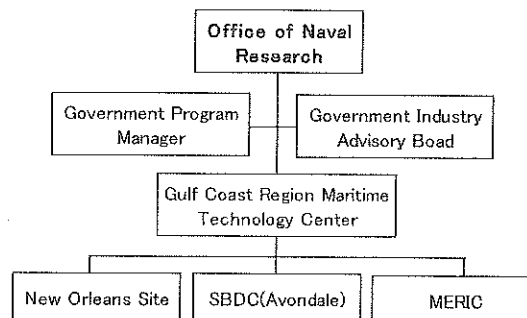 Office of Naval
Research
Government Program
Manager
Government Industry
Advisory Boad
Gulf Coast Region Maritime
Technology Center
New Orleans Site
SBDC(Avondale)
MERIC